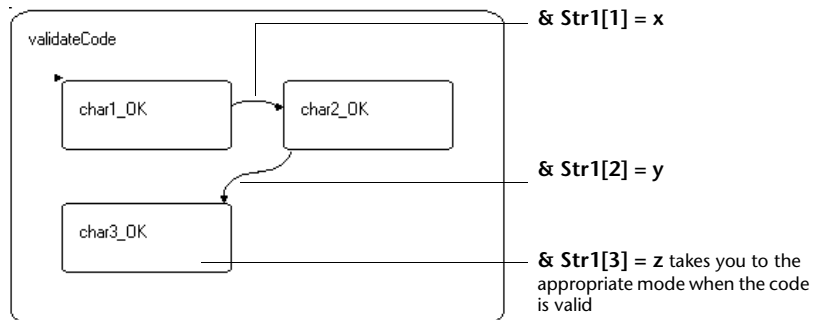 & Str1[1] = x
validateCode
char1_OK
char2_OK
& Str1[2] = y
char3_OK
& Str1[3] = z takes you to the
appropriate mode when the code
is valid